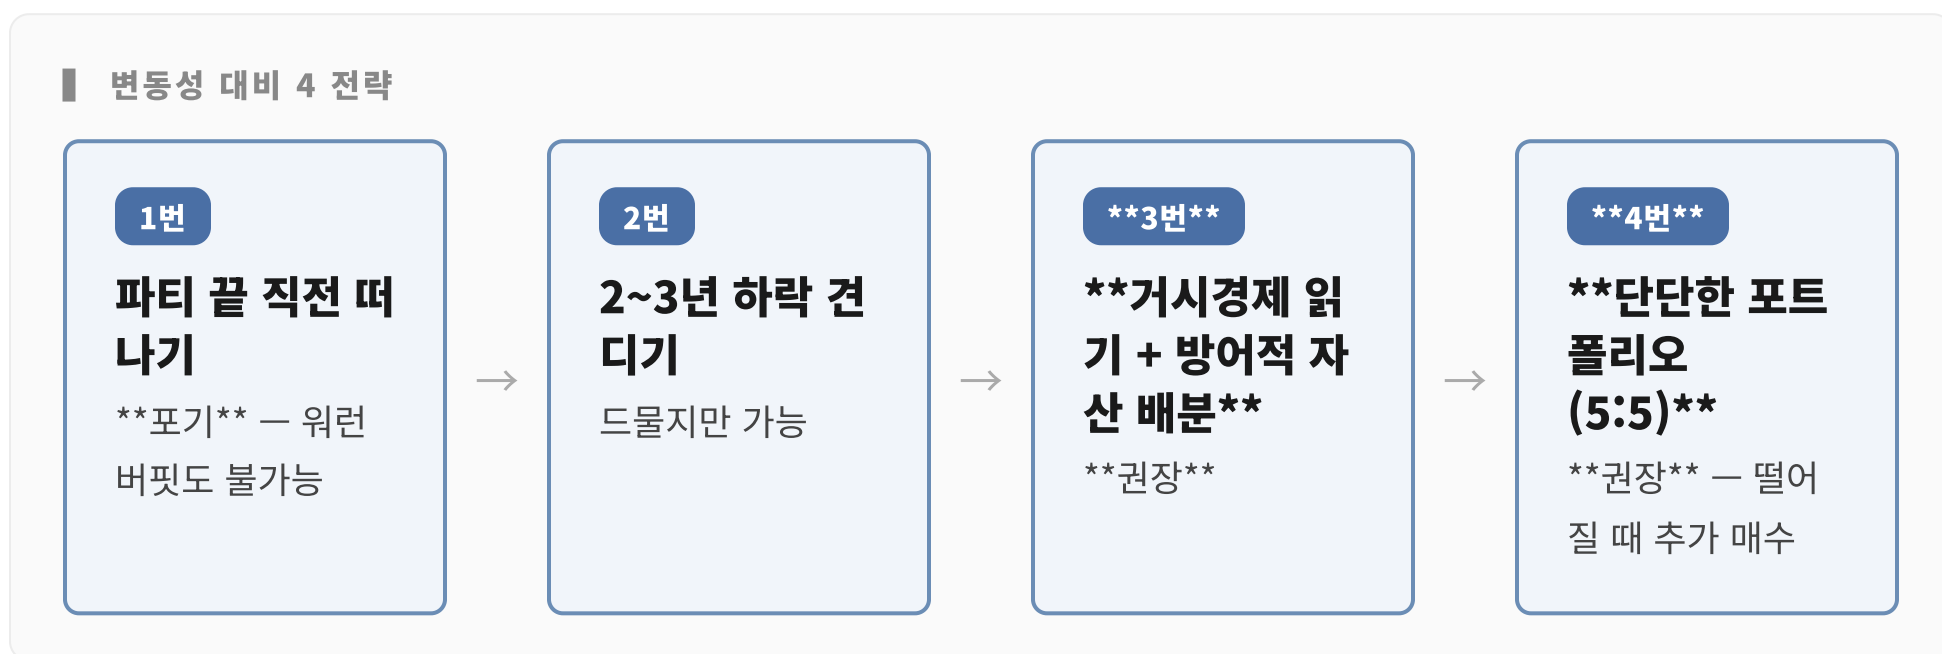 변동성 대비 4 전략
1번
파티 끝 직전 떠
나기
**포기** — 워런
버핏도 불가능
→
2번
2~3년 하락 견
디기
드물지만 가능
→
**3번**
**거시경제 읽
기 + 방어적 자
산 배분**
**권장**
→
**4번**
**단단한 포트
폴리오
(5:5)**
**권장** — 떨어
질 때 추가 매수